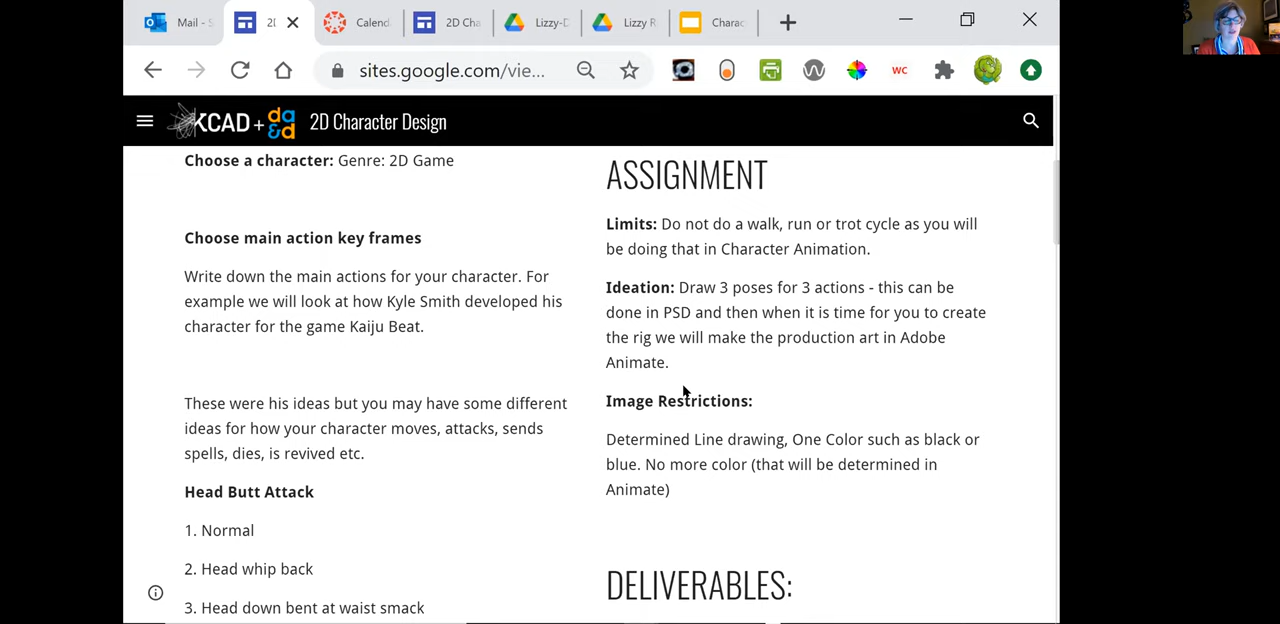 Mail - S
2D
Calend
2D Cha
Lizzy-D
Lizzy R
Charac
sites.google.com/vie...
WC
KCAD + da&d 2D Character Design
Choose a character: Genre: 2D Game
Choose main action key frames
Write down the main actions for your character. For
example we will look at how Kyle Smith developed his
character for the game Kaiju Beat.
These were his ideas but you may have some different
ideas for how your character moves, attacks, sends
spells, dies, is revived etc.
Head Butt Attack
1. Normal
2. Head whip back
3. Head down bent at waist smack
ASSIGNMENT
Limits: Do not do a walk, run or trot cycle as you will
be doing that in Character Animation.
Ideation: Draw 3 poses for 3 actions - this can be
done in PSD and then when it is time for you to create
the rig we will make the production art in Adobe
Animate.
Image Restrictions:
Determined Line drawing, One Color such as black or
blue. No more color (that will be determined in
Animate)
DELIVERABLES: